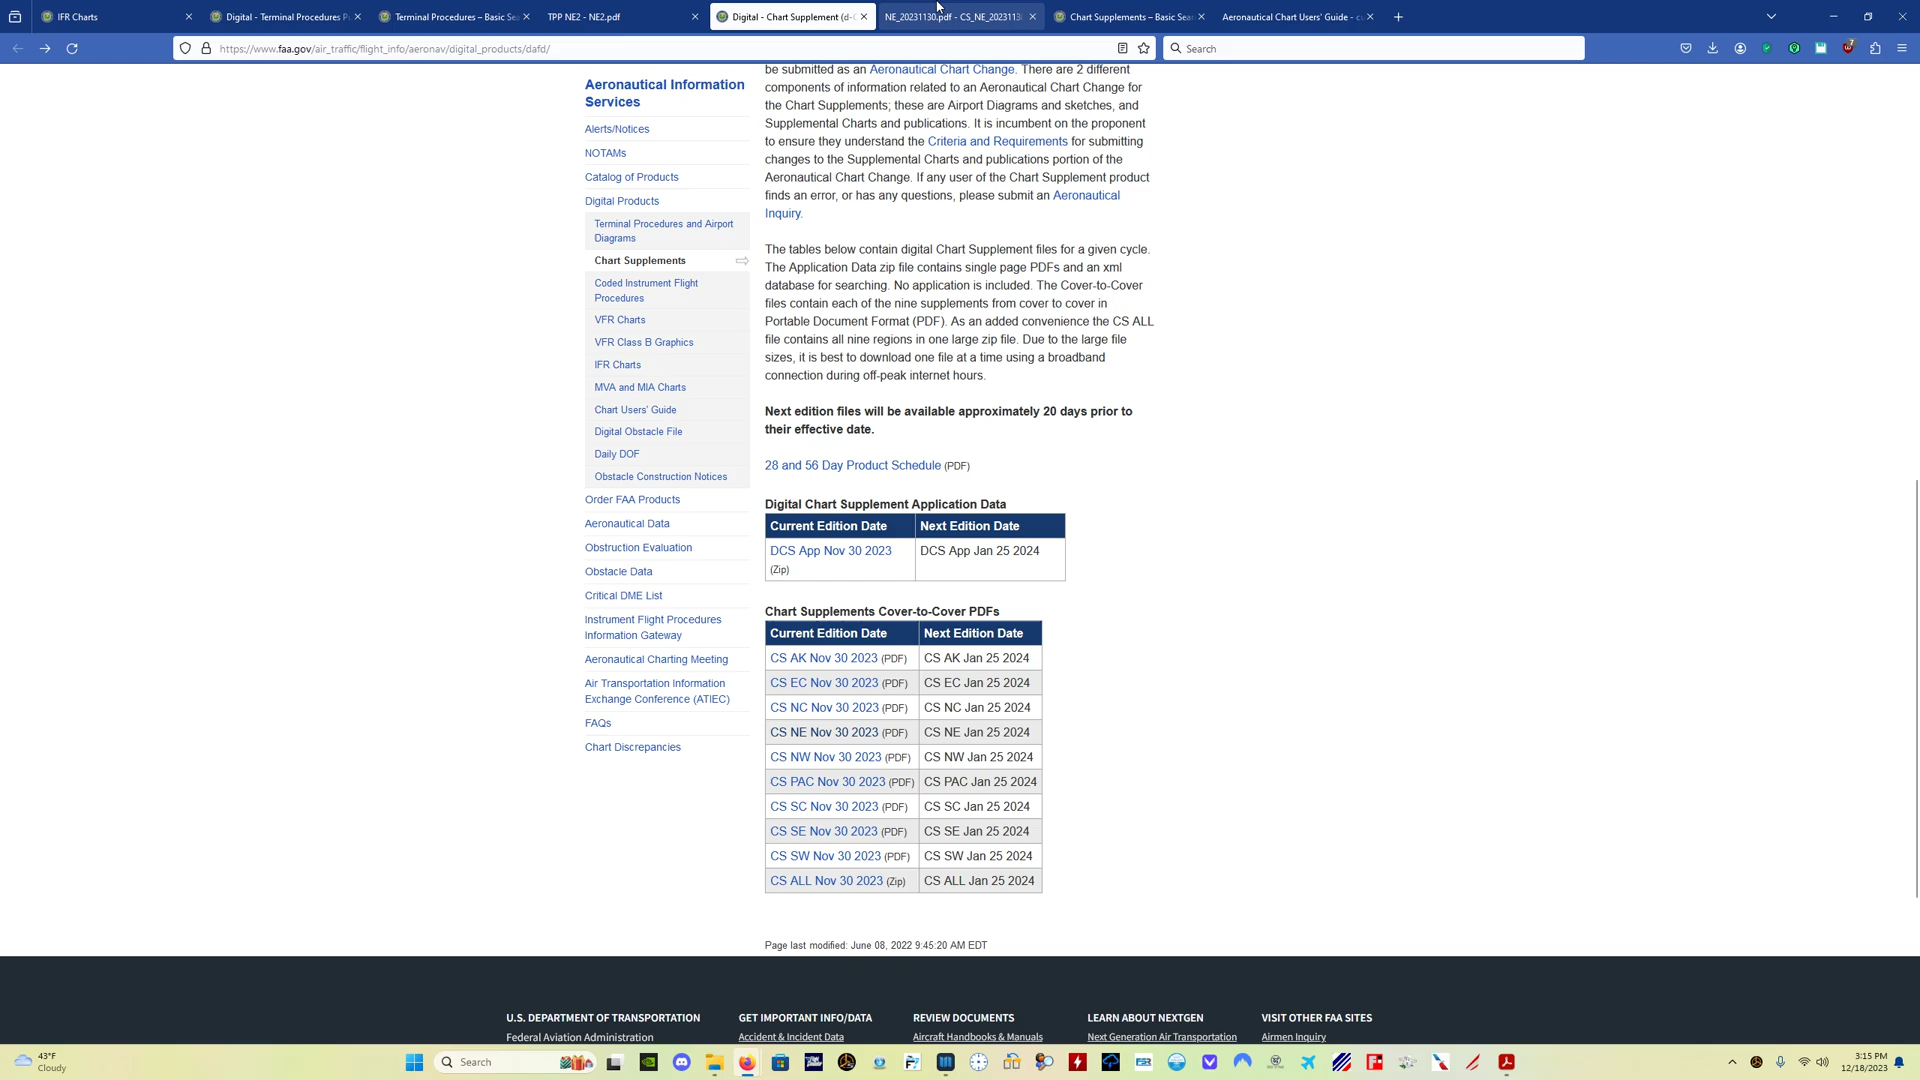 IFR Charts
Digital - Terminal Procedures Pu
Terminal Procedures – Basic Sea
TPP NE2 - NE2.pdf
Digital - Chart Supplement (d-C
NE_20231130.pdf - CS_NE_2023113
Chart Supplements – Basic Sear
Aeronautical Chart Users' Guide - cu
https://www.faa.gov/air_traffic/flight_info/aeronav/digital_products/dafd/
Search
Aeronautical Information
Services
Alerts/Notices
NOTAMs
Catalog of Products
Digital Products
Terminal Procedures and Airport
Diagrams
Chart Supplements
Coded Instrument Flight
Procedures
VFR Charts
VFR Class B Graphics
IFR Charts
MVA and MIA Charts
Chart Users' Guide
Digital Obstacle File
Daily DOF
Obstacle Construction Notices
Order FAA Products
Aeronautical Data
Obstruction Evaluation
Obstacle Data
Critical DME List
Instrument Flight Procedures
Information Gateway
Aeronautical Charting Meeting
Air Transportation Information
Exchange Conference (ATIEC)
FAQs
Chart Discrepancies
be submitted as an Aeronautical Chart Change. There are 2 different
components of information related to an Aeronautical Chart Change for
the Chart Supplements; these are Airport Diagrams and sketches, and
Supplemental Charts and publications. It is incumbent on the proponent
to ensure they understand the Criteria and Requirements for submitting
changes to the Supplemental Charts and publications portion of the
Aeronautical Chart Change. If any user of the Chart Supplement product
finds an error, or has any questions, please submit an Aeronautical
Inquiry.
The tables below contain digital Chart Supplement files for a given cycle.
The Application Data zip file contains single page PDFs and an xml
database for searching. No application is included. The Cover-to-Cover
files contain each of the nine supplements from cover to cover in
Portable Document Format (PDF). As an added convenience the CS ALL
file contains all nine regions in one large zip file. Due to the large file
sizes, it is best to download one file at a time using a broadband
connection during off-peak internet hours.
Next edition files will be available approximately 20 days prior to
their effective date.
28 and 56 Day Product Schedule (PDF)
Digital Chart Supplement Application Data
Current Edition Date Next Edition Date
DCS App Nov 30 2023 DCS App Jan 25 2024
(Zip)
Chart Supplements Cover-to-Cover PDFs
Current Edition Date Next Edition Date
CS AK Nov 30 2023 (PDF) CS AK Jan 25 2024
CS EC Nov 30 2023 (PDF) CS EC Jan 25 2024
CS NC Nov 30 2023 (PDF) CS NC Jan 25 2024
CS NE Nov 30 2023 (PDF) CS NE Jan 25 2024
CS NW Nov 30 2023 (PDF) CS NW Jan 25 2024
CS PAC Nov 30 2023 (PDF) CS PAC Jan 25 2024
CS SC Nov 30 2023 (PDF) CS SC Jan 25 2024
CS SE Nov 30 2023 (PDF) CS SE Jan 25 2024
CS SW Nov 30 2023 (PDF) CS SW Jan 25 2024
CS ALL Nov 30 2023 (Zip) CS ALL Jan 25 2024
Page last modified: June 08, 2022 9:45:20 AM EDT
U.S. DEPARTMENT OF TRANSPORTATION
Federal Aviation Administration
GET IMPORTANT INFO/DATA
Accident & Incident Data
REVIEW DOCUMENTS
Aircraft Handbooks & Manuals
LEARN ABOUT NEXTGEN
Next Generation Air Transportation
VISIT OTHER FAA SITES
Airmen Inquiry
43°F
Cloudy
Search
3:15 PM
12/18/2023